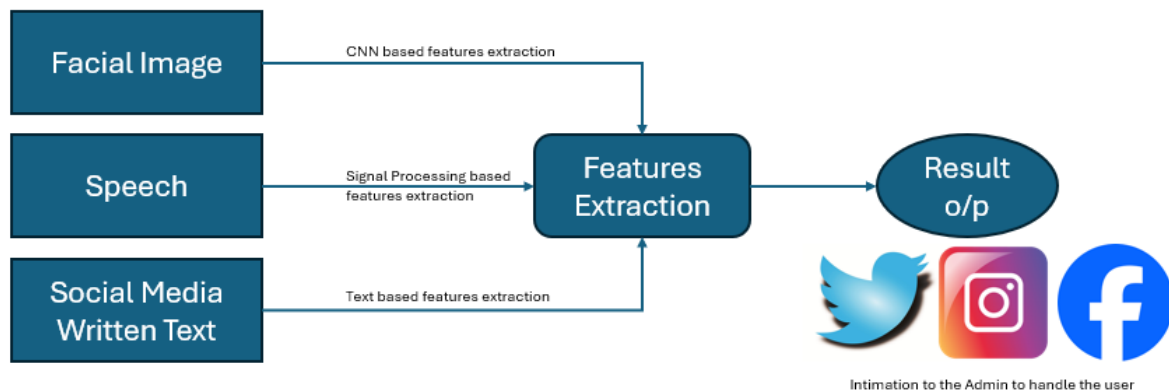 Facial Image
CNN based features extraction
Speech
Signal Processing based
features extraction
Features
Extraction
Result
o/p
Social Media
Written Text
Text based features extraction
Intimation to the Admin to handle the user